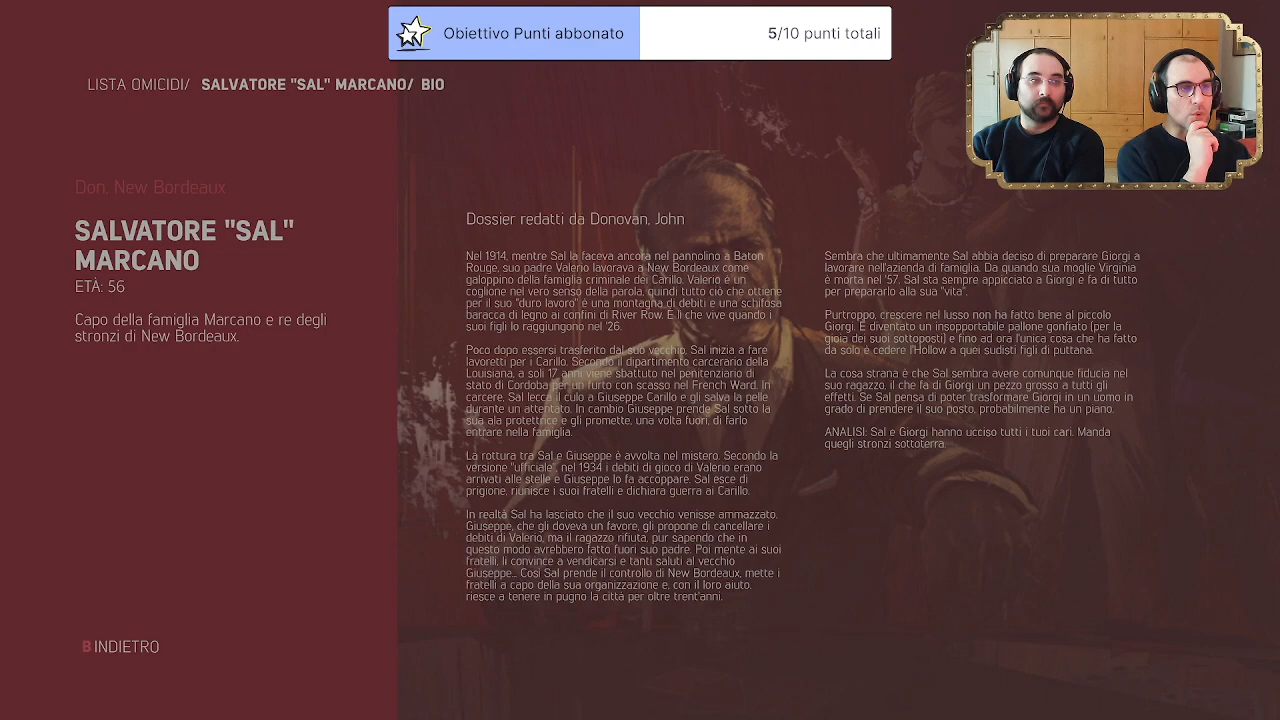 Obiettivo Punti abbonato
5/10 punti totali
LISTA OMICIDI/ SALVATORE "SAL" MARCANO/ BIO
Don, New Bordeaux
SALVATORE "SAL"
MARCANO
ETÀ: 56
Capo della famiglia Marcano e re degli
stronzi di New Bordeaux.
Dossier redatti da Donovan, John
Nel 1914, mentre Sal la faceva ancora nel pannolino a Baton
Rouge, suo padre Valerio lavorava a New Bordeaux come
galoppino della famiglia criminale dei Carillo. Valerio è un
coglione nel vero senso della parola, quindi tutto ciò che ottiene
per il suo "duro lavoro" è una montagna di debiti e una schifosa
baracca di legno ai confini di River Row. È lì che vive quando i
suoi figli lo raggiungono nel '26.
Poco dopo essersi trasferito dal suo vecchio, Sal inizia a fare
lavoretti per i Carillo. Secondo il dipartimento carcerario della
Louisiana, a soli 17 anni viene sbattuto nel penitenziario di
stato di Cordoba per un furto con scasso nel French Ward. In
carcere, Sal lecca il culo a Giuseppe Carillo e gli salva la pelle
durante un attentato. In cambio Giuseppe prende Sal sotto la
sua ala protettrice e gli promette, una volta fuori, di farlo
entrare nella famiglia.
La rottura tra Sal e Giuseppe è avvolta nel mistero. Secondo la
versione "ufficiale", nel 1934 i debiti di gioco di Valerio erano
arrivati alle stelle e Giuseppe lo fa accoppare. Sal esce di
prigione, riunisce i suoi fratelli e dichiara guerra ai Carillo.
In realtà Sal ha lasciato che il suo vecchio venisse ammazzato.
Giuseppe, che gli doveva un favore, gli propone di cancellare i
debiti di Valerio, ma il ragazzo rifiuta, pur sapendo che in
questo modo avrebbero fatto fuori suo padre. Poi mente ai suoi
fratelli, li convince a vendicarsi e tanti saluti al vecchio
Giuseppe... Così Sal prende il controllo di New Bordeaux, mette i
fratelli a capo della sua organizzazione e, con il loro aiuto,
riesce a tenere in pugno la città per oltre trent'anni.
Sembra che ultimamente Sal abbia deciso di preparare Giorgi a
lavorare nell'azienda di famiglia. Da quando sua moglie Virginia
è morta nel '57, Sal sta sempre appicciato a Giorgi e fa di tutto
per prepararlo alla sua "vita".
Purtroppo, crescere nel lusso non ha fatto bene al piccolo
Giorgi. È diventato un insopportabile pallone gonfiato (per la
gioia dei suoi sottoposti) e fino ad ora l'unica cosa che ha fatto
da solo è cedere l'Hollow a quei sudisti figli di puttana.
La cosa strana è che Sal sembra avere comunque fiducia nel
suo ragazzo, il che fa di Giorgi un pezzo grosso a tutti gli
effetti. Se Sal pensa di poter trasformare Giorgi in un uomo in
grado di prendere il suo posto, probabilmente ha un piano.
ANALISI: Sal e Giorgi hanno ucciso tutti i tuoi cari. Manda
quegli stronzi sottoterra.
B INDIETRO